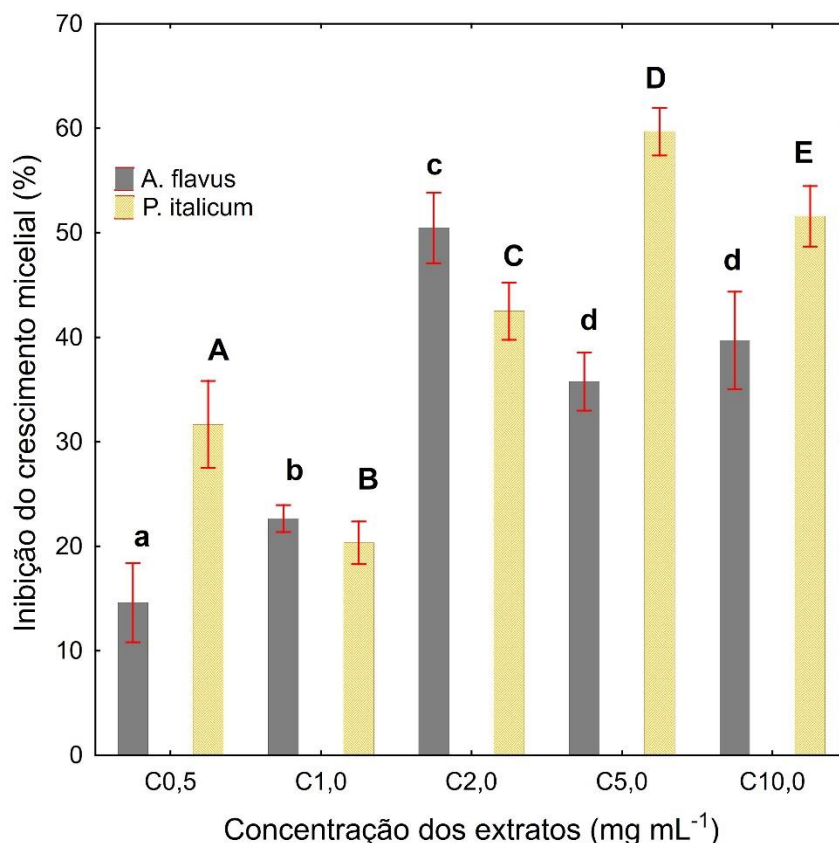 Inibição do crescimento micelial (%)
70
60
50
40
30
20
10
0
A. flavus
P. italicum
a
A
b
B
c
C
d
D
d
E
C0,5
C1,0
C2,0
C5,0
C10,0
Concentração dos extratos (mg mL⁻¹)